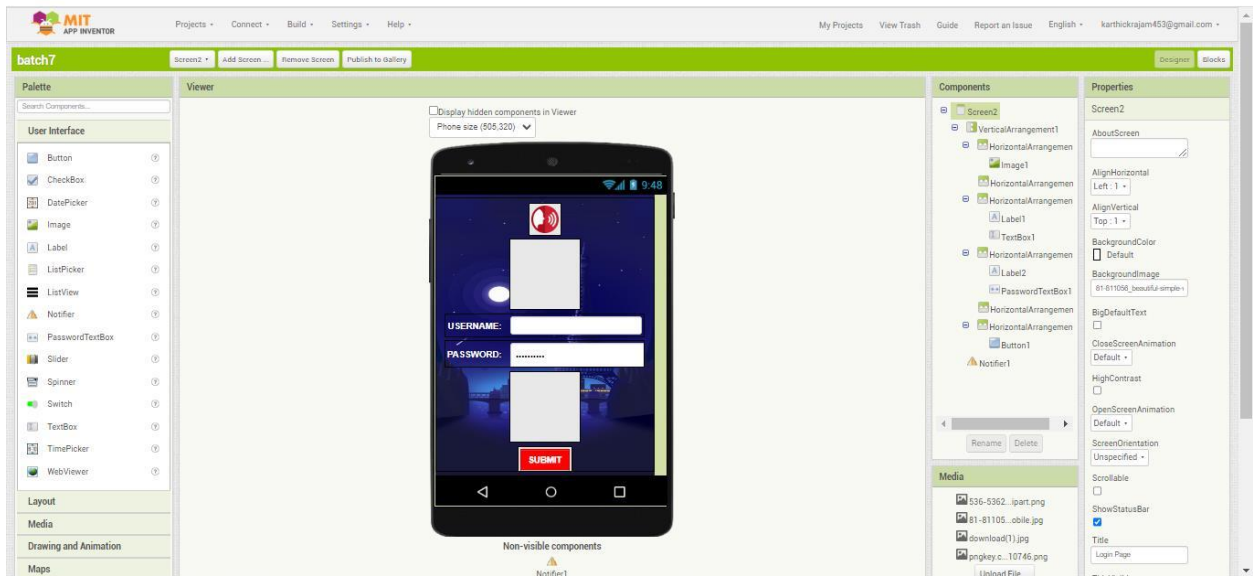 MIT
APP INVENTOR
Projects Connect Build Settings Help
My Projects View Trash Guide Report an Issue English karthickrajam453@gmail.com
batch7
Screen2 Add Screen ... Remove Screen Publish to Gallery
Designer Blocks
Palette
Search Components...
User Interface
Button
CheckBox
DatePicker
Image
Label
ListPicker
ListView
Notifier
PasswordTextBox
Slider
Spinner
Switch
TextBox
TimePicker
WebViewer
Layout
Media
Drawing and Animation
Maps
Viewer
Display hidden components in Viewer
Phone size (505,320)
9:48
USERNAME:
PASSWORD:
SUBMIT
Non-visible components
Notifier1
Components
Screen2
VerticalArrangement1
HorizontalArrangemen
Image1
HorizontalArrangemen
HorizontalArrangemen
Label1
TextBox1
HorizontalArrangemen
Label2
PasswordTextBox1
HorizontalArrangemen
HorizontalArrangemen
Button1
Notifier1
Rename Delete
Media
536-5362...ipart.png
81-81105...obile.jpg
download(1).jpg
pngkey.c...10746.png
Upload File ...
Properties
Screen2
AboutScreen
AlignHorizontal
Left : 1
AlignVertical
Top : 1
BackgroundColor
Default
BackgroundImage
81-811058_beautiful-simple-
BigDefaultText
CloseScreenAnimation
Default
HighContrast
OpenScreenAnimation
Default
ScreenOrientation
Unspecified
Scrollable
ShowStatusBar
Title
Login Page